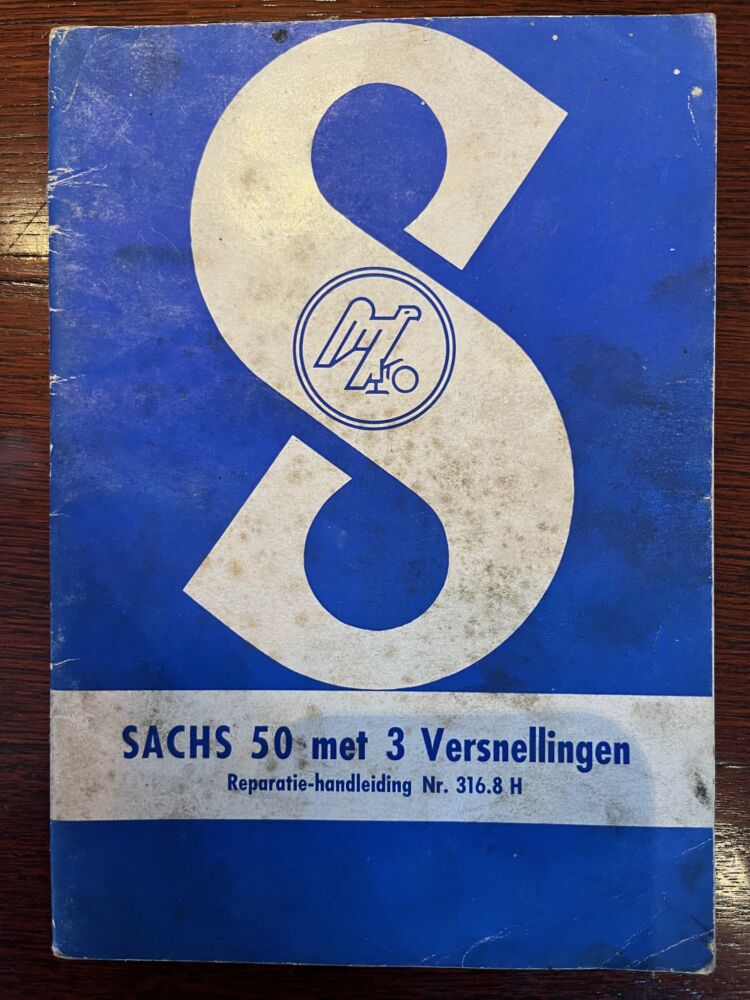 S
SACHS 50 met 3 Versnellingen
Reparatie-handleiding Nr. 316.8 H